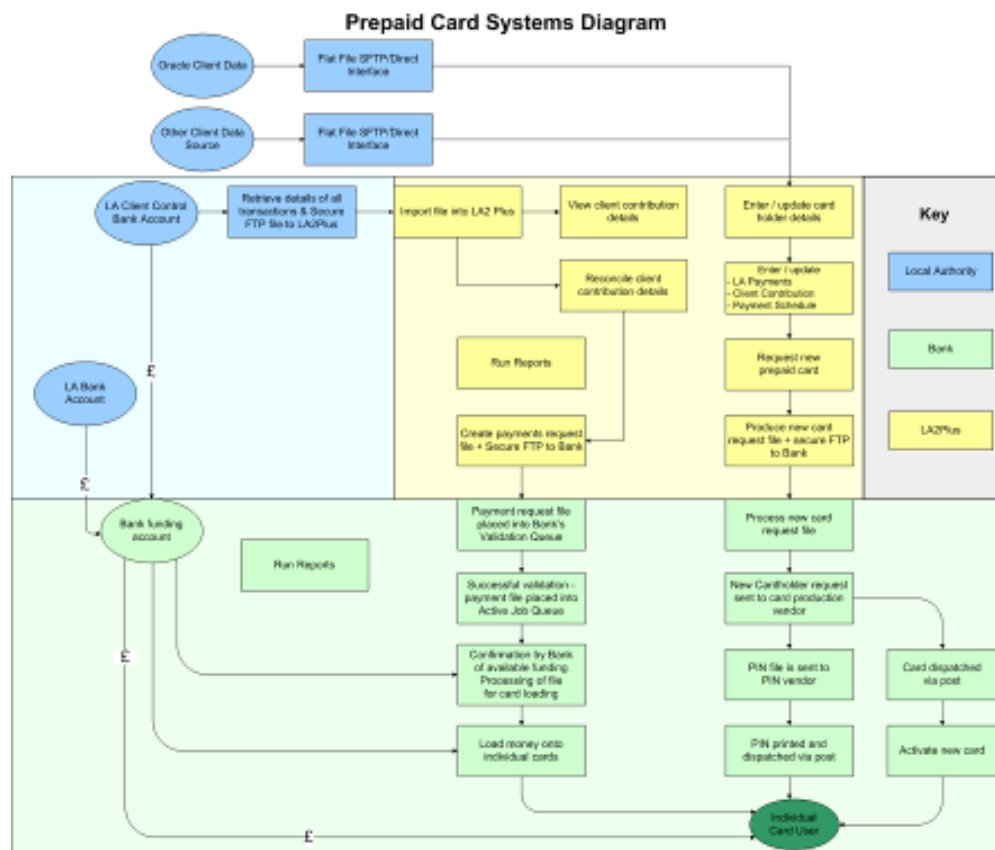 Prepaid Card Systems Diagram
Oracle Client Data
Flat File SFTP/Direct
Interface
Other Client Data
Source
Flat File SFTP/Direct
Interface
LA Client Control
Bank Account
Retrieve details of all
transactions & Secure
FTP file to LA2Plus
Import file into LA2 Plus
View client contribution
details
Enter / update card
holder details
Key
Reconcile client
contribution details
Enter / update
- LA Payments
- Client Contribution
- Payment Schedule
Local Authority
£
LA Bank
Account
Run Reports
Request new
prepaid card
Bank
Create payments request
file + Secure FTP to Bank
Produce new card
request file + secure FTP
to Bank
LA2Plus
£
Bank funding
account
Payment request file
placed into Bank's
Validation Queue
Process new card
request file
Run Reports
Successful validation -
payment file placed into
Active Job Queue
New Cardholder request
sent to card production
vendor
£
Confirmation by Bank
of available funding
Processing of file
for card loading
PIN file is sent to
PIN vendor
Card dispatched
via post
Load money onto
individual cards
PIN printed and
dispatched via post
Activate new card
£
Individual
Card User